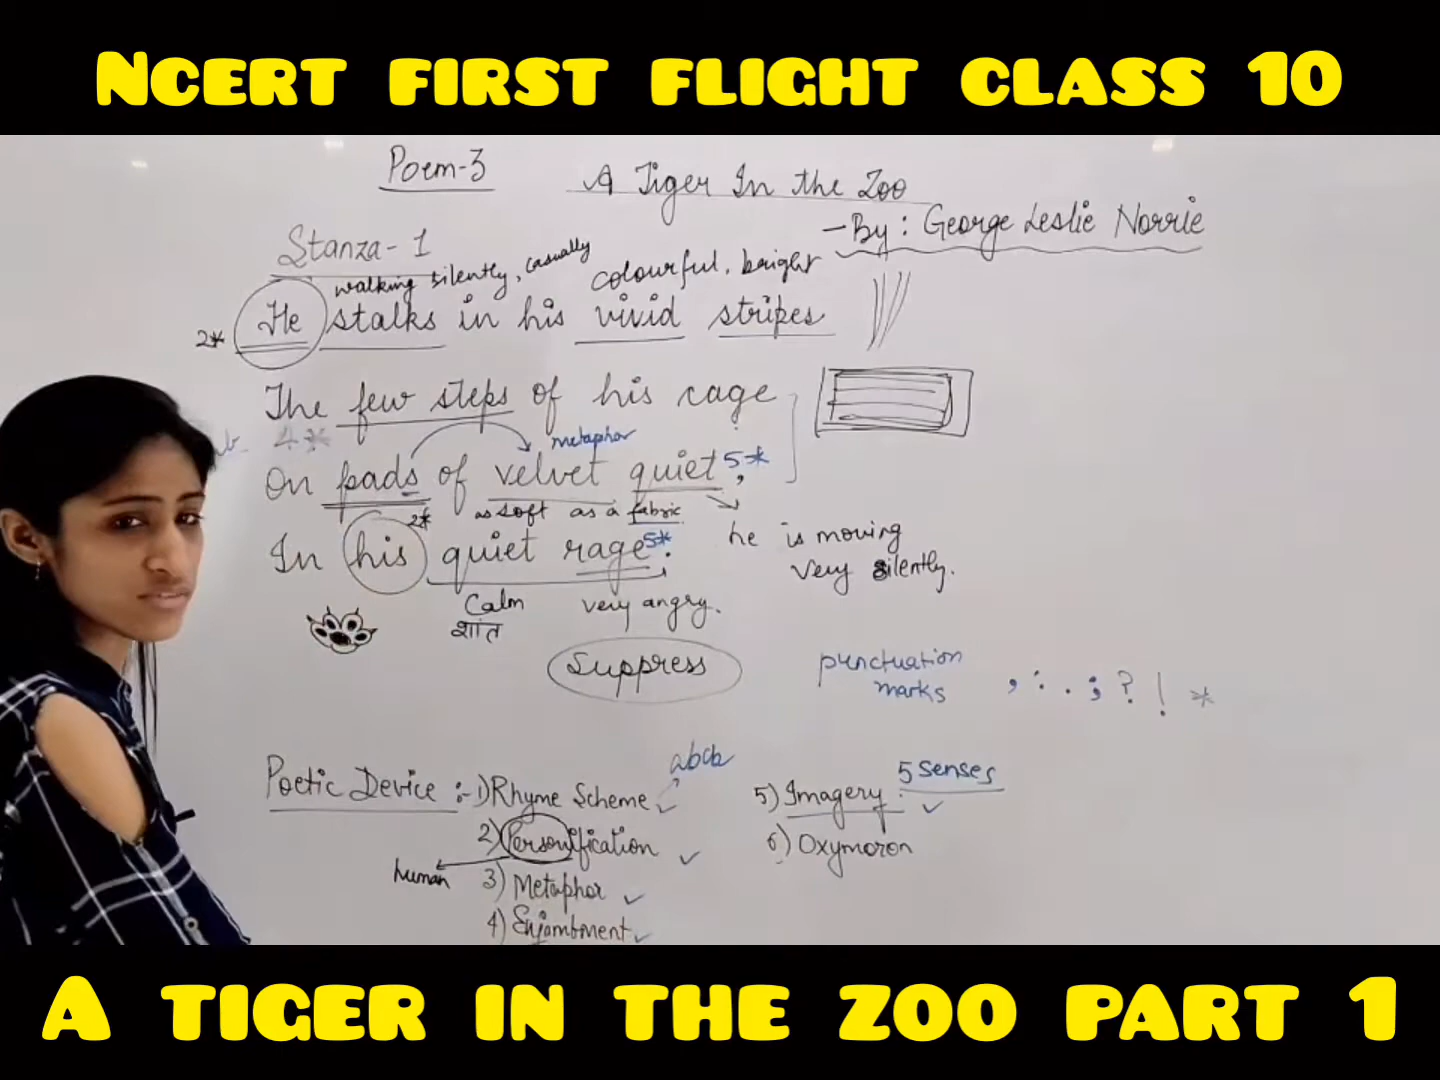 NCERT FIRST FLIGHT CLASS 10
Poem-3
A Tiger In the Zoo
-By: George Leslie Norrie
Stanza-1
walking silently, casually
colourful, bright
2* He stalks in his vivid stripes
The few steps of his cage
4*
metaphor
On pads of velvet quiet, 5*
2* as soft as a fabric
In his quiet rage. 5*
he is moving
very silently.
Calm very angry.
शांत
Suppress
punctuation
marks , : . ; ? ! *
abcb
Poetic Device :- 1) Rhyme Scheme
2) Personification
human
3) Metaphor
4) Enjambment
5 senses
5) Imagery :
6) Oxymoron
A TIGER IN THE ZOO PART 1